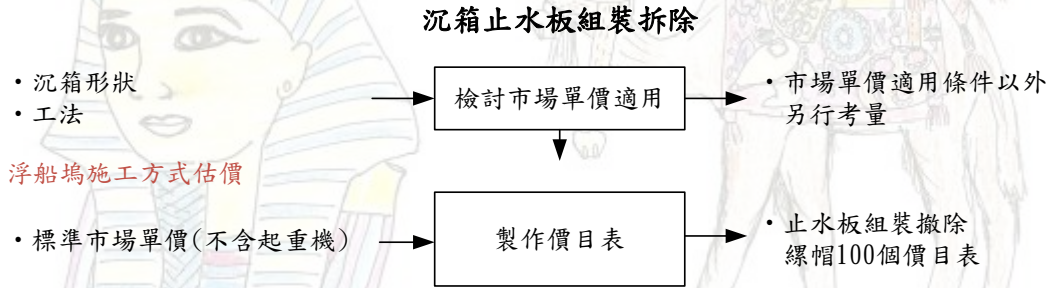 沉箱止水板組裝拆除
・沉箱形狀
・工法
檢討市場單價適用
・市場單價適用條件以外
另行考量
浮船塢施工方式估價
・標準市場單價(不含起重機)
製作價目表
・止水板組裝撤除
縲帽100個價目表